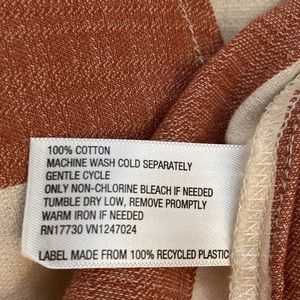 100% COTTON
MACHINE WASH COLD SEPARATELY
GENTLE CYCLE
ONLY NON-CHLORINE BLEACH IF NEEDED
TUMBLE DRY LOW, REMOVE PROMPTLY
WARM IRON IF NEEDED
RN17730 VN1247024
LABEL MADE FROM 100% RECYCLED PLASTIC